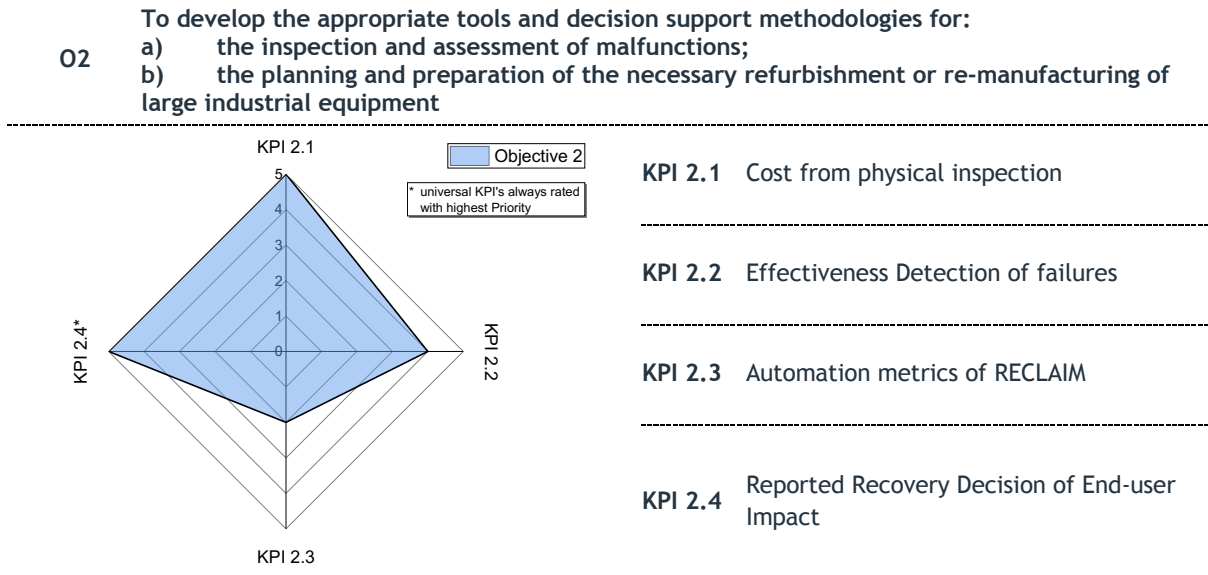 To develop the appropriate tools and decision support methodologies for:
O2
a) the inspection and assessment of malfunctions;
b) the planning and preparation of the necessary refurbishment or re-manufacturing of
large industrial equipment
KPI 2.1
Objective 2
* universal KPI's always rated
with highest Priority
5
4
3
2
1
0
KPI 2.4*
KPI 2.2
KPI 2.3
KPI 2.1 Cost from physical inspection
KPI 2.2 Effectiveness Detection of failures
KPI 2.3 Automation metrics of RECLAIM
KPI 2.4 Reported Recovery Decision of End-user
Impact